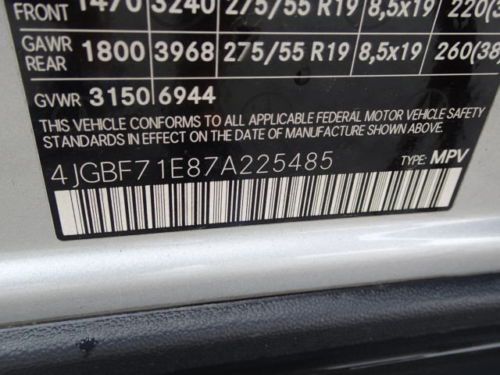 FRONT 1470 3240 275/55 R19 8,5x19 220(3
GAWR
REAR 1800 3968 275/55 R19 8,5x19 260(38
GVWR 3150 6944
THIS VEHICLE CONFORMS TO ALL APPLICABLE FEDERAL MOTOR VEHICLE SAFETY
STANDARDS IN EFFECT ON THE DATE OF MANUFACTURE SHOWN ABOVE.
4JGBF71E87A225485 TYPE: MPV